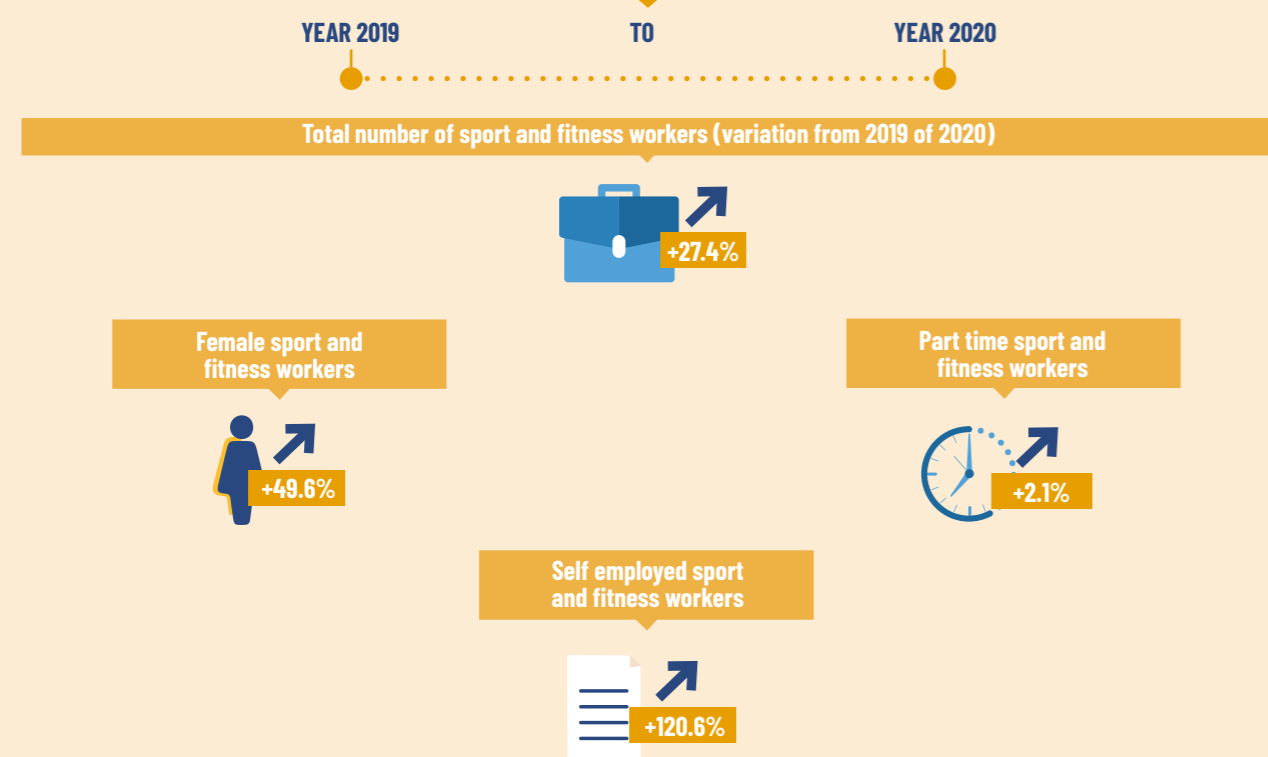 YEAR 2019 TO YEAR 2020
Total number of sport and fitness workers (variation from 2019 of 2020)
+27.4%
Female sport and
fitness workers
+49.6%
Part time sport and
fitness workers
+2.1%
Self employed sport
and fitness workers
+120.6%